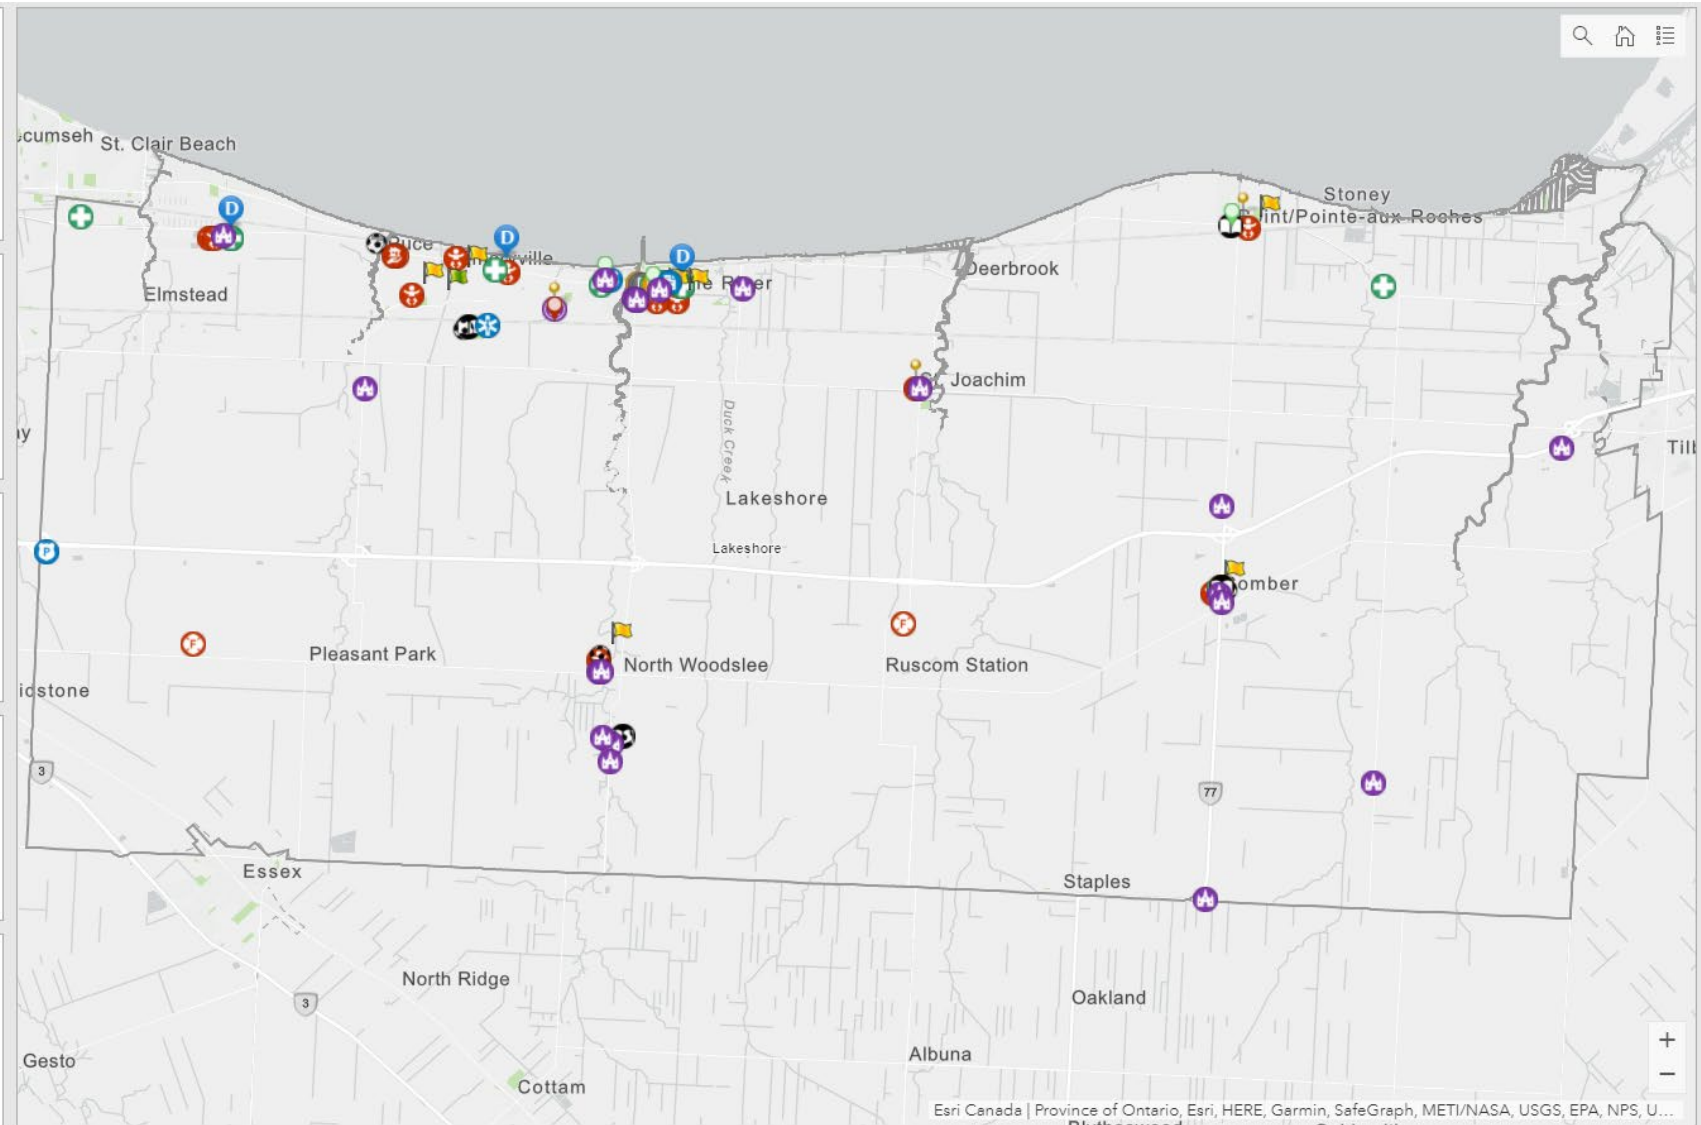 St. Clair Beach
Stoney
Elmstead
Deerbrook
Joachim
Duck Creek
Lakeshore
Lakeshore
Pleasant Park
North Woodslee
Ruscom Station
3
77
Essex
Staples
North Ridge
3
Oakland
Gesto
Albuna
Cottam
D
D
D
P
F
F
+
−
Esri Canada | Province of Ontario, Esri, HERE, Garmin, SafeGraph, METI/NASA, USGS, EPA, NPS, U...